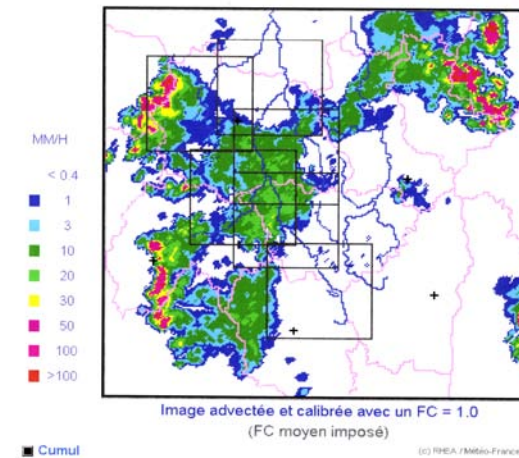 MM/H
< 0.4
1
3
10
20
30
50
100
>100
Image advectée et calibrée avec un FC = 1.0
(FC moyen imposé)
Cumul
(c) RHEA / Météo-France